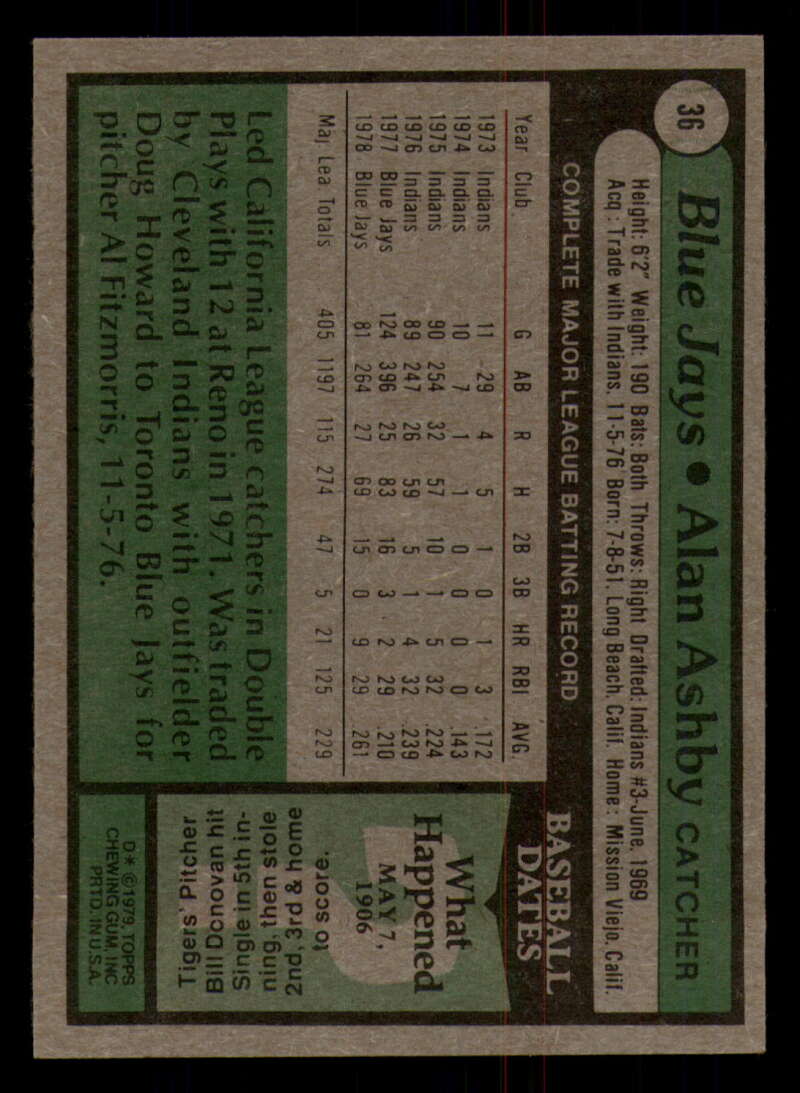 36
Blue Jays • Alan Ashby CATCHER
Height: 6'2" Weight: 190 Bats: Both Throws: Right Drafted: Indians #3-June, 1969
Acq.: Trade with Indians, 11-5-76 Born: 7-8-51, Long Beach, Calif. Home: Mission Viejo, Calif.
COMPLETE MAJOR LEAGUE BATTING RECORD
Year Club G AB R H 2B 3B HR RBI AVG.
1973 Indians 11 29 4 5 1 0 1 3 .172
1974 Indians 10 7 1 1 0 0 0 0 .143
1975 Indians 90 254 32 57 10 1 5 32 .224
1976 Indians 89 247 26 59 5 1 4 32 .239
1977 Blue Jays 124 396 25 83 16 3 2 29 .210
1978 Blue Jays 81 264 27 69 15 0 9 29 .261
Maj. Lea. Totals 405 1197 115 274 47 5 21 125 .229
Led California League catchers in Double
Plays with 12 at Reno in 1971. Was traded
by Cleveland Indians with outfielder
Doug Howard to Toronto Blue Jays for
pitcher Al Fitzmorris, 11-5-76.
BASEBALL
DATES
What
Happened
MAY 7,
1906
Tigers' Pitcher
Bill Donovan hit
Single in 5th in-
ning, then stole
2nd, 3rd & home
to score.
D* © 1979, TOPPS
CHEWING GUM, INC.
PRTD. IN U.S.A.